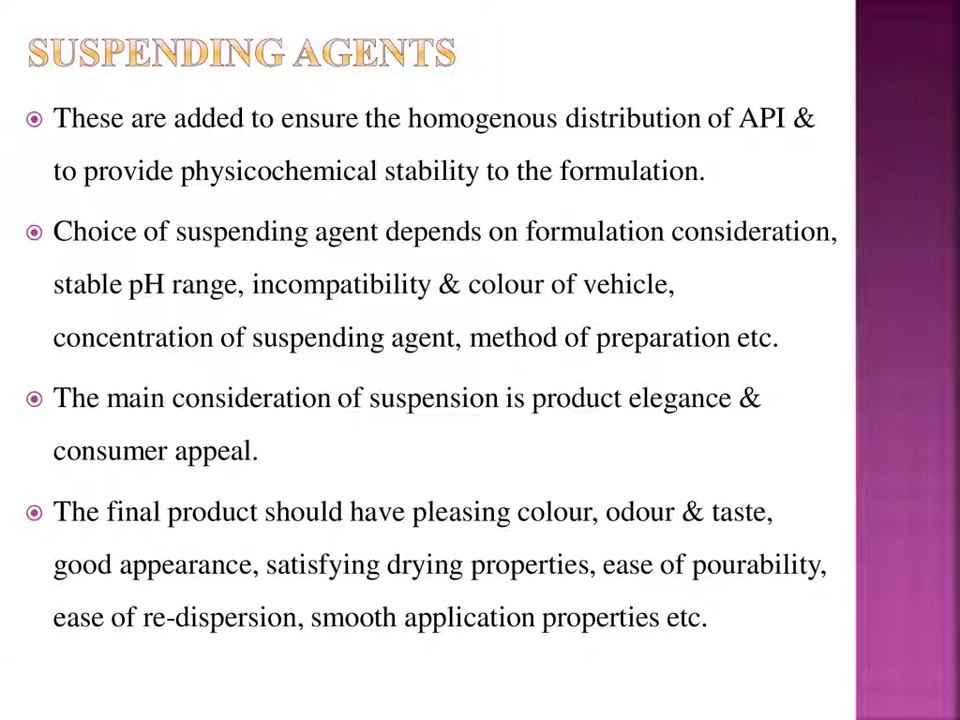 SUSPENDING AGENTS
These are added to ensure the homogenous distribution of API &
to provide physicochemical stability to the formulation.
Choice of suspending agent depends on formulation consideration,
stable pH range, incompatibility & colour of vehicle,
concentration of suspending agent, method of preparation etc.
The main consideration of suspension is product elegance &
consumer appeal.
The final product should have pleasing colour, odour & taste,
good appearance, satisfying drying properties, ease of pourability,
ease of re-dispersion, smooth application properties etc.